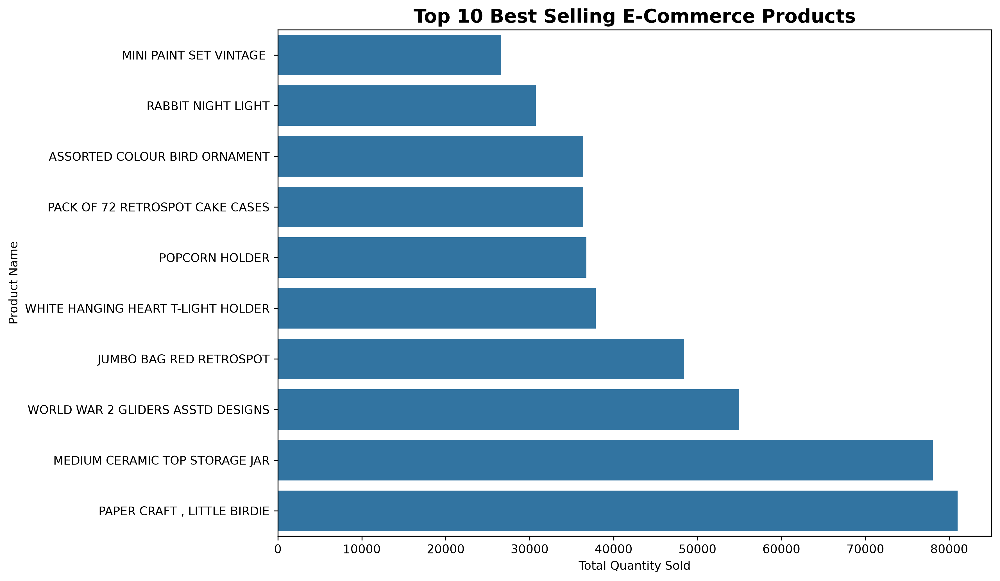 Top 10 Best Selling E-Commerce Products
MINI PAINT SET VINTAGE
RABBIT NIGHT LIGHT
ASSORTED COLOUR BIRD ORNAMENT
PACK OF 72 RETROSPOT CAKE CASES
POPCORN HOLDER
WHITE HANGING HEART T-LIGHT HOLDER
JUMBO BAG RED RETROSPOT
WORLD WAR 2 GLIDERS ASSTD DESIGNS
MEDIUM CERAMIC TOP STORAGE JAR
PAPER CRAFT , LITTLE BIRDIE
Product Name
0 10000 20000 30000 40000 50000 60000 70000 80000
Total Quantity Sold